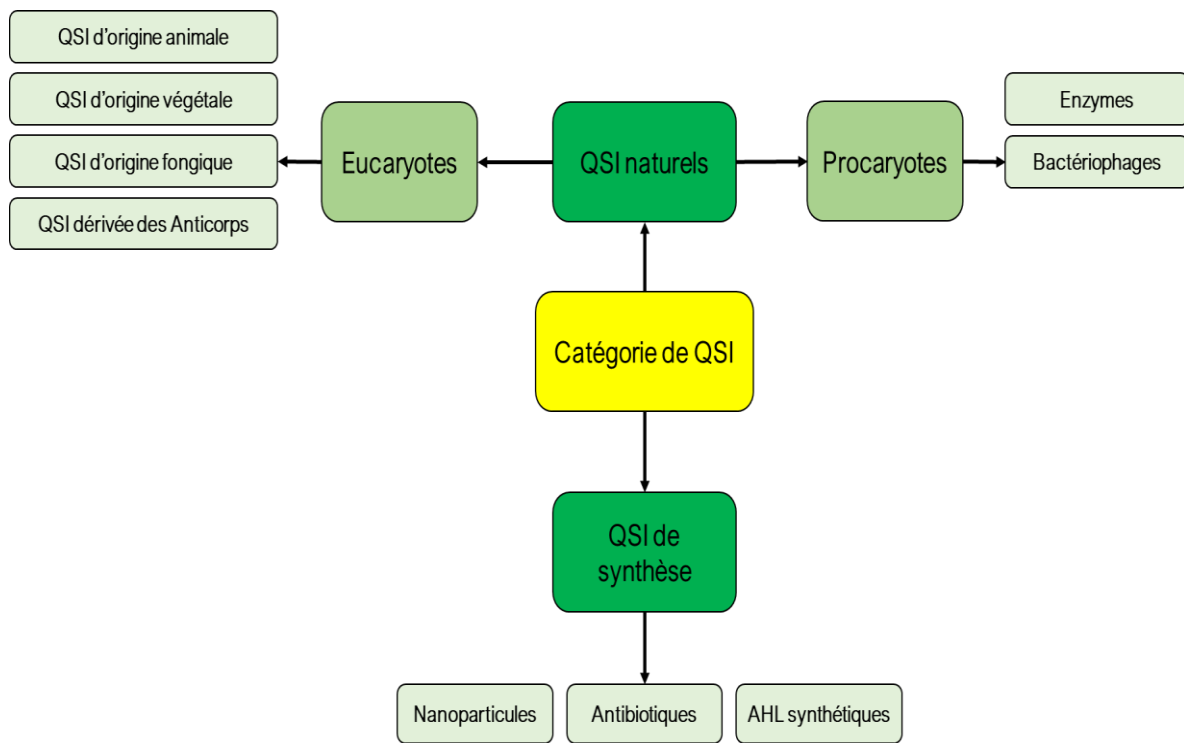 QSI d'origine animale
QSI d'origine végétale
QSI d'origine fongique
QSI dérivée des Anticorps
Eucaryotes
QSI naturels
Procaryotes
Enzymes
Bactériophages
Catégorie de QSI
QSI de
synthèse
Nanoparticules
Antibiotiques
AHL synthétiques